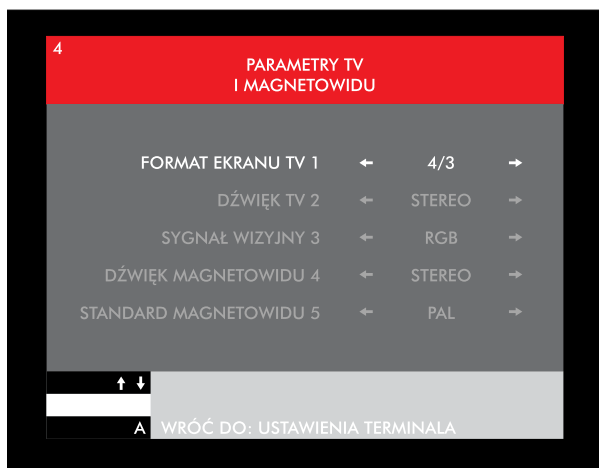 4
PARAMETRY TV
I MAGNETOWIDU
FORMAT EKRANU TV 1 ← 4/3 →
DŹWIĘK TV 2 ← STEREO →
SYGNAŁ WIZYJNY 3 ← RGB →
DŹWIĘK MAGNETOWIDU 4 ← STEREO →
STANDARD MAGNETOWIDU 5 ← PAL →
↑ ↓
A WRÓĆ DO: USTAWIENIA TERMINALA